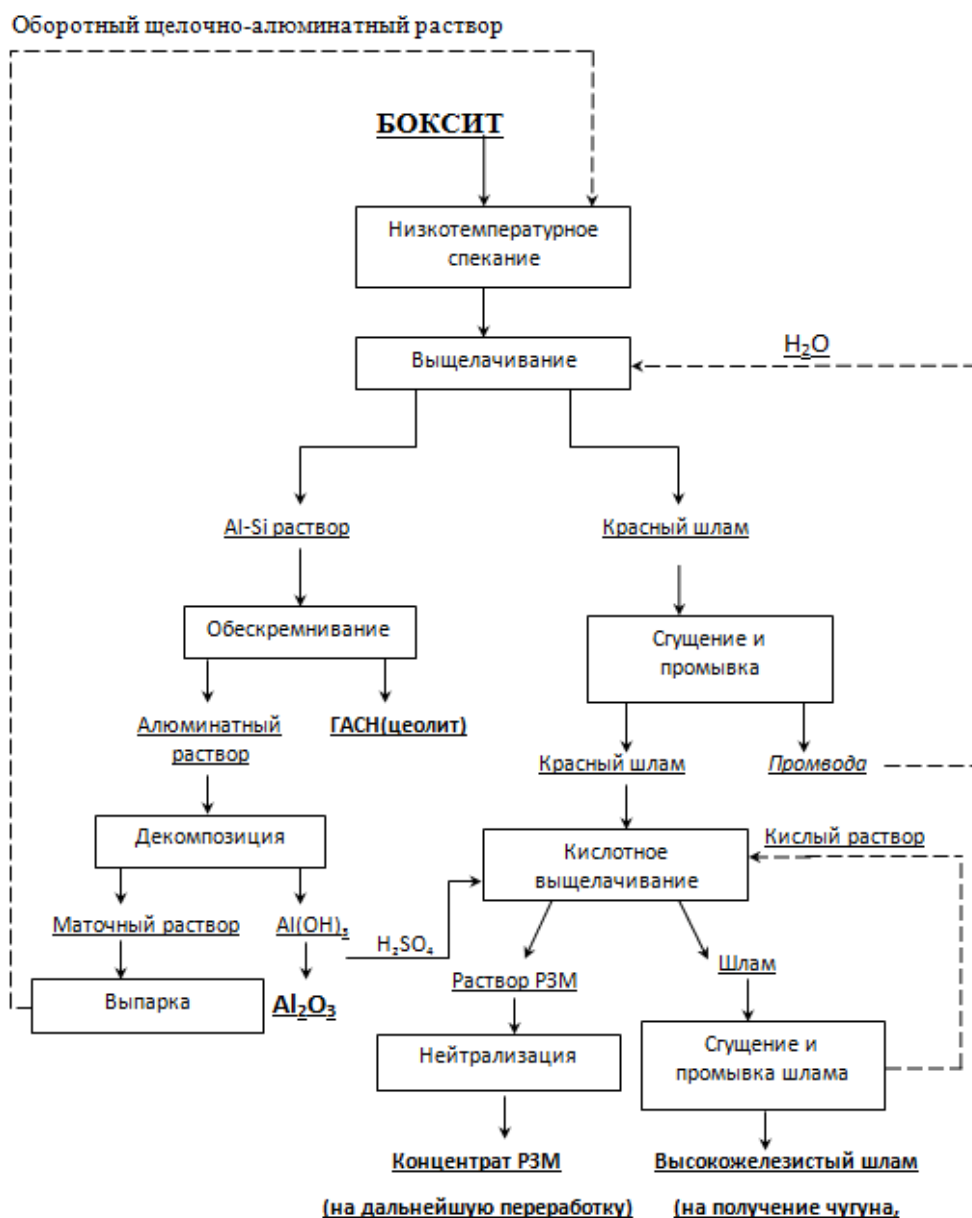 Оборотный щелочно-алюминатный раствор
БОКСИТ
Низкотемпературное
спекание
H₂O
Выщелачивание
Al-Si раствор
Красный шлам
Обескремнивание
Сгущение и
промывка
Алюминатный
раствор
ГАСН(цеолит)
Красный шлам
Промвода
Декомпозиция
Кислый раствор
Кислотное
выщелачивание
Маточный раствор
Al(OH)₃
H₂SO₄
Раствор РЗМ
Шлам
Выпарка
Al₂O₃
Нейтрализация
Сгущение и
промывка шлама
Концентрат РЗМ
(на дальнейшую переработку)
Высокожелезистый шлам
(на получение чугуна,